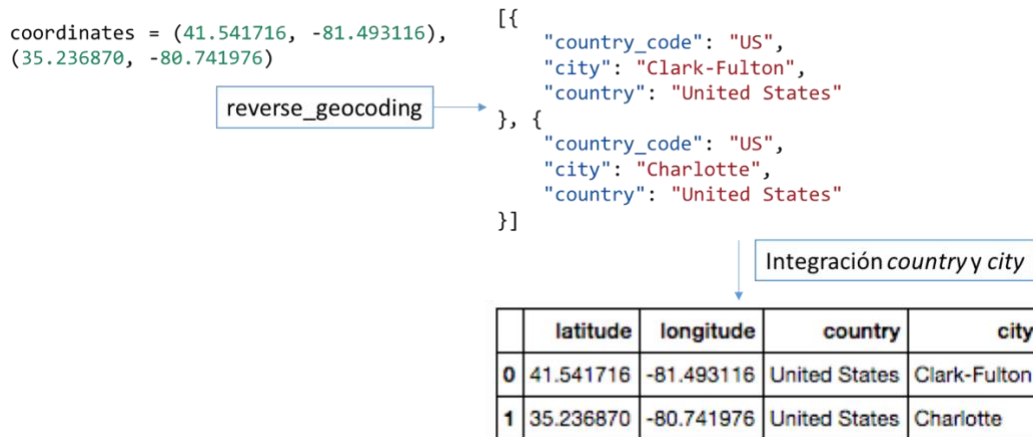 coordinates = (41.541716, -81.493116),
(35.236870, -80.741976)
reverse_geocoding
[{
"country_code": "US",
"city": "Clark-Fulton",
"country": "United States"
}, {
"country_code": "US",
"city": "Charlotte",
"country": "United States"
}]
Integración country y city
latitude longitude country city
0 41.541716 -81.493116 United States Clark-Fulton
1 35.236870 -80.741976 United States Charlotte